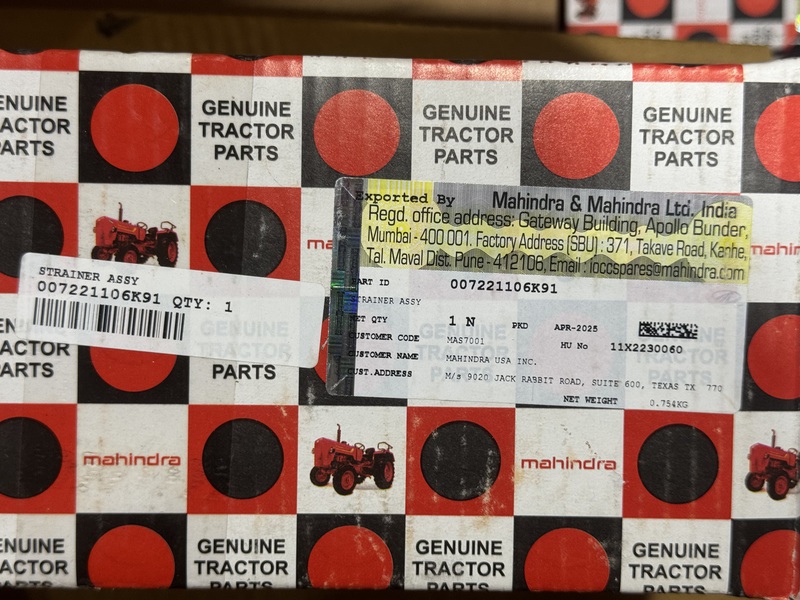 GENUINE TRACTOR PARTS
GENUINE TRACTOR PARTS
GENUINE TRACTOR PARTS
GENUINE TRACTOR PARTS
STRAINER ASSY
007221106K91 QTY: 1
Exported By Mahindra & Mahindra Ltd. India
Regd. office address: Gateway Building, Apollo Bunder,
Mumbai - 400 001. Factory Address (SBU) : 371, Takave Road, Kanhe,
Tal. Maval Dist. Pune - 412106, Email : ioccspares@mahindra.com
PART ID 007221106K91
STRAINER ASSY
NET QTY 1 N PKD APR-2025
HU No 11X2230060
CUSTOMER CODE MAS7001
CUSTOMER NAME MAHINDRA USA INC.
CUST.ADDRESS M/s 9020 JACK RABBIT ROAD, SUITE 600, TEXAS TX 770
NET WEIGHT 0.754KG
mahindra
mahindra
GENUINE TRACTOR PARTS
GENUINE TRACTOR PARTS
GENUINE TRACTOR PARTS
GENUINE TRACTOR PARTS